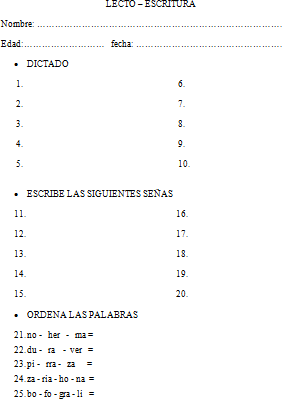 LECTO – ESCRITURA
Nombre: ……………………………………………………………
Edad:……………………… fecha: …………………………………………
• DICTADO
1. 6.
2. 7.
3. 8.
4. 9.
5. 10.
• ESCRIBE LAS SIGUIENTES SEÑAS
11. 16.
12. 17.
13. 18.
14. 19.
15. 20.
• ORDENA LAS PALABRAS
21. no - her - ma =
22. du - ra - ver =
23. pi - rra - za =
24. za - ria - ho - na =
25. bo - fo - gra - li =